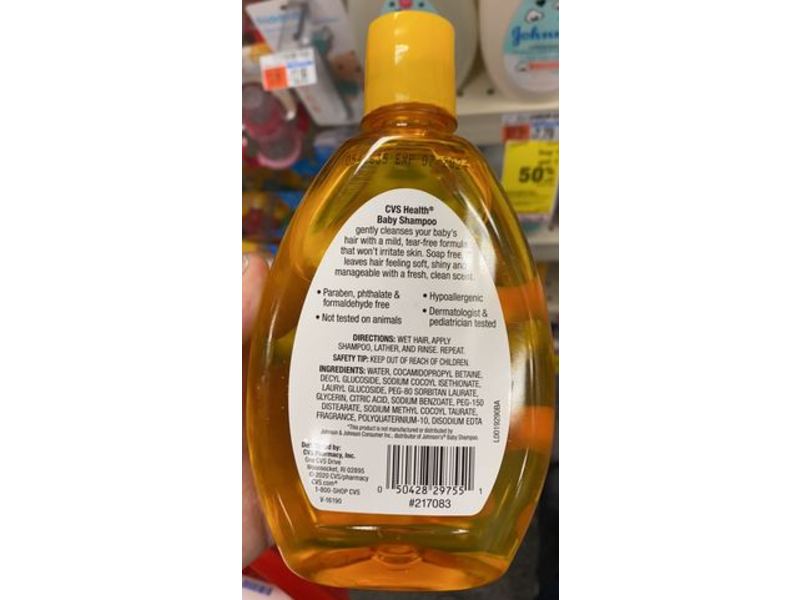 Johns
50%
EXP 07
CVS Health®
Baby Shampoo
gently cleanses your baby's
hair with a mild, tear-free formula
that won't irritate skin. Soap free,
leaves hair feeling soft, shiny and
manageable with a fresh, clean scent.
• Paraben, phthalate &
formaldehyde free
• Not tested on animals
• Hypoallergenic
• Dermatologist &
pediatrician tested
DIRECTIONS: WET HAIR, APPLY
SHAMPOO, LATHER, AND RINSE. REPEAT.
SAFETY TIP: KEEP OUT OF REACH OF CHILDREN.
INGREDIENTS: WATER, COCAMIDOPROPYL BETAINE,
DECYL GLUCOSIDE, SODIUM COCOYL ISETHIONATE,
LAURYL GLUCOSIDE, PEG-80 SORBITAN LAURATE,
GLYCERIN, CITRIC ACID, SODIUM BENZOATE, PEG-150
DISTEARATE, SODIUM METHYL COCOYL TAURATE,
FRAGRANCE, POLYQUATERNIUM-10, DISODIUM EDTA
*This product is not manufactured or distributed by
Johnson & Johnson Consumer Inc., distributor of Johnson's® Baby Shampoo.
Distributed by:
CVS Pharmacy, Inc.
One CVS Drive
Woonsocket, RI 02895
© 2020 CVS/pharmacy
CVS.com®
1-800-SHOP CVS
V-16190
0 50428 29755 1
#217083
L0019290BA